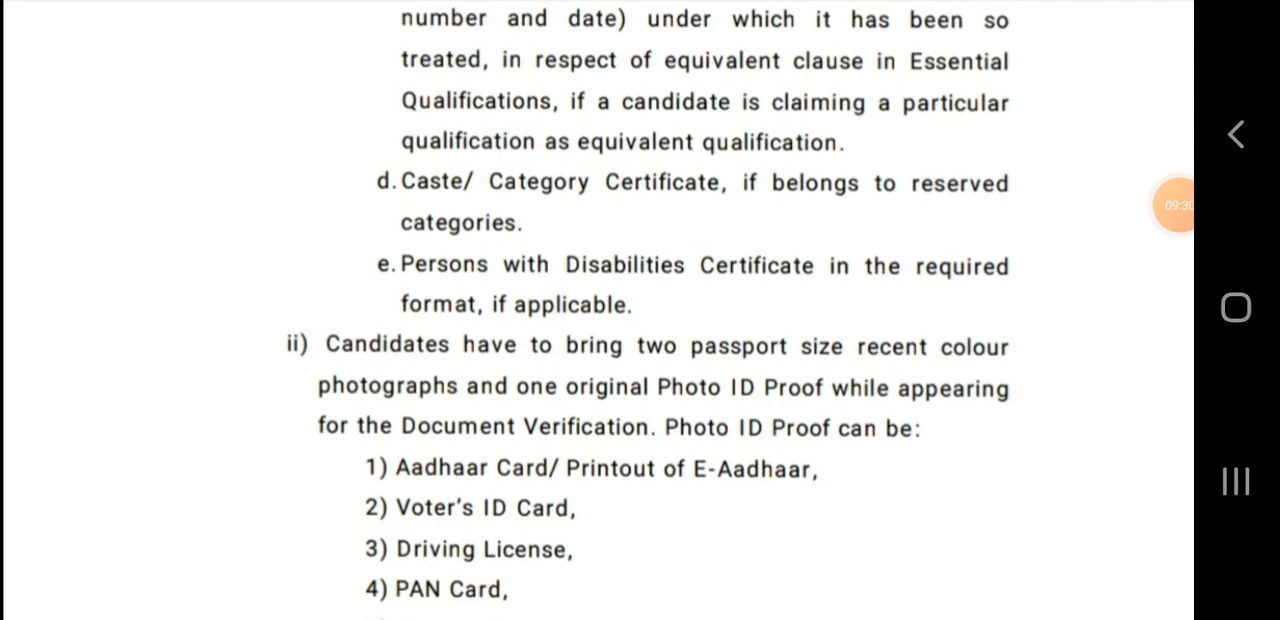 number and date) under which it has been so
treated, in respect of equivalent clause in Essential
Qualifications, if a candidate is claiming a particular
qualification as equivalent qualification.
d. Caste/ Category Certificate, if belongs to reserved
categories.
e. Persons with Disabilities Certificate in the required
format, if applicable.
ii) Candidates have to bring two passport size recent colour
photographs and one original Photo ID Proof while appearing
for the Document Verification. Photo ID Proof can be:
1) Aadhaar Card/ Printout of E-Aadhaar,
2) Voter's ID Card,
3) Driving License,
4) PAN Card,
09:30